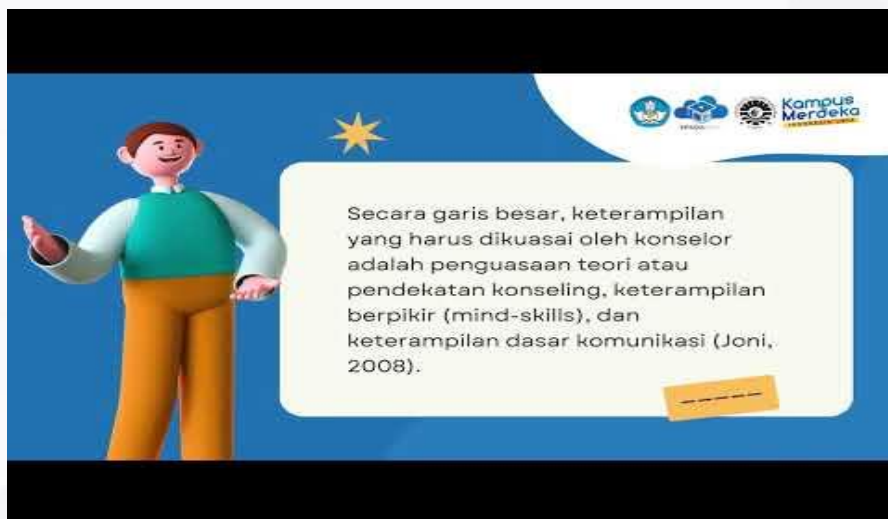 Kampus
Merdeka
Secara garis besar, keterampilan
yang harus dikuasai oleh konselor
adalah penguasaan teori atau
pendekatan konseling, keterampilan
berpikir (mind-skills), dan
keterampilan dasar komunikasi (Joni,
2008).